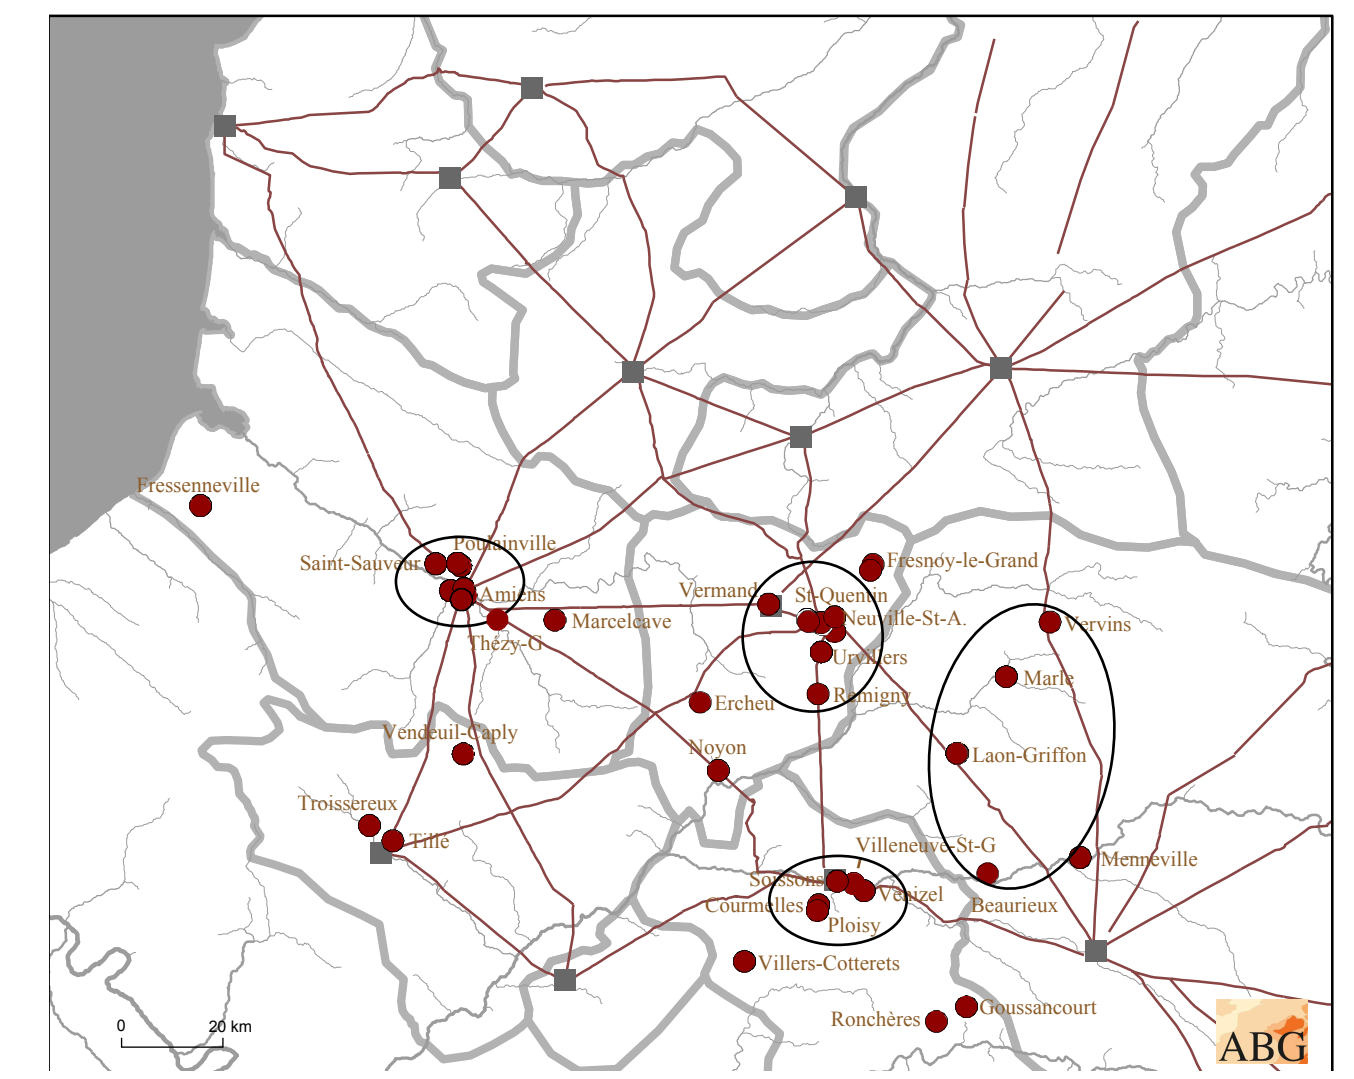 Fressenneville
Poulainville
Saint-Sauveur
Amiens
Marcelcave
Thézy-G
Fresnoy-le-Grand
Vermand
St-Quentin
Neuville-St-A.
Vervins
Urvillers
Marle
Remigny
Ercheu
Vendeuil-Caply
Noyon
Laon-Griffon
Troissereux
Tillé
Villeneuve-St-G
Menneville
Soissons
Venizel
Courmelles
Beaurieux
Ploisy
Villers-Cotterets
Goussancourt
Ronchères
0 20 km
ABG